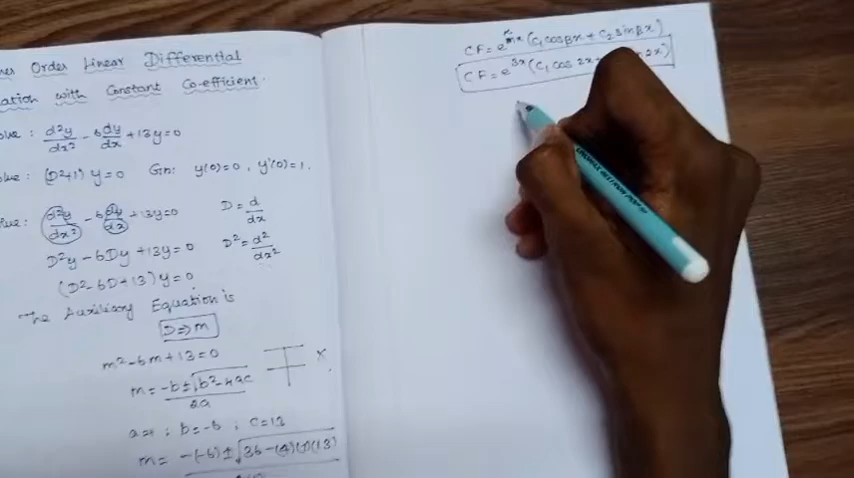 Order Linear Differential
with Constant Co-efficient.
: d²y/dx² - 6dy/dx + 13y = 0
: (D²+1) y = 0 Gn: y(0)=0, y'(0)=1.
: d²y/dx² - 6dy/dx + 13y = 0 D = d/dx
D²y - 6Dy + 13y = 0 D² = d²/dx²
(D² - 6D + 13) y = 0
The Auxiliary Equation is
D ⇒ m
m² - 6m + 13 = 0
m = -b ± √b² - 4ac / 2a
b = -6 ; c = 13
m = -(-6) ± √36 - (4)(1)(13)
CF = e (C₁ cos βx + C₂ sin βx)
CF = e³ˣ (C₁ cos 2x